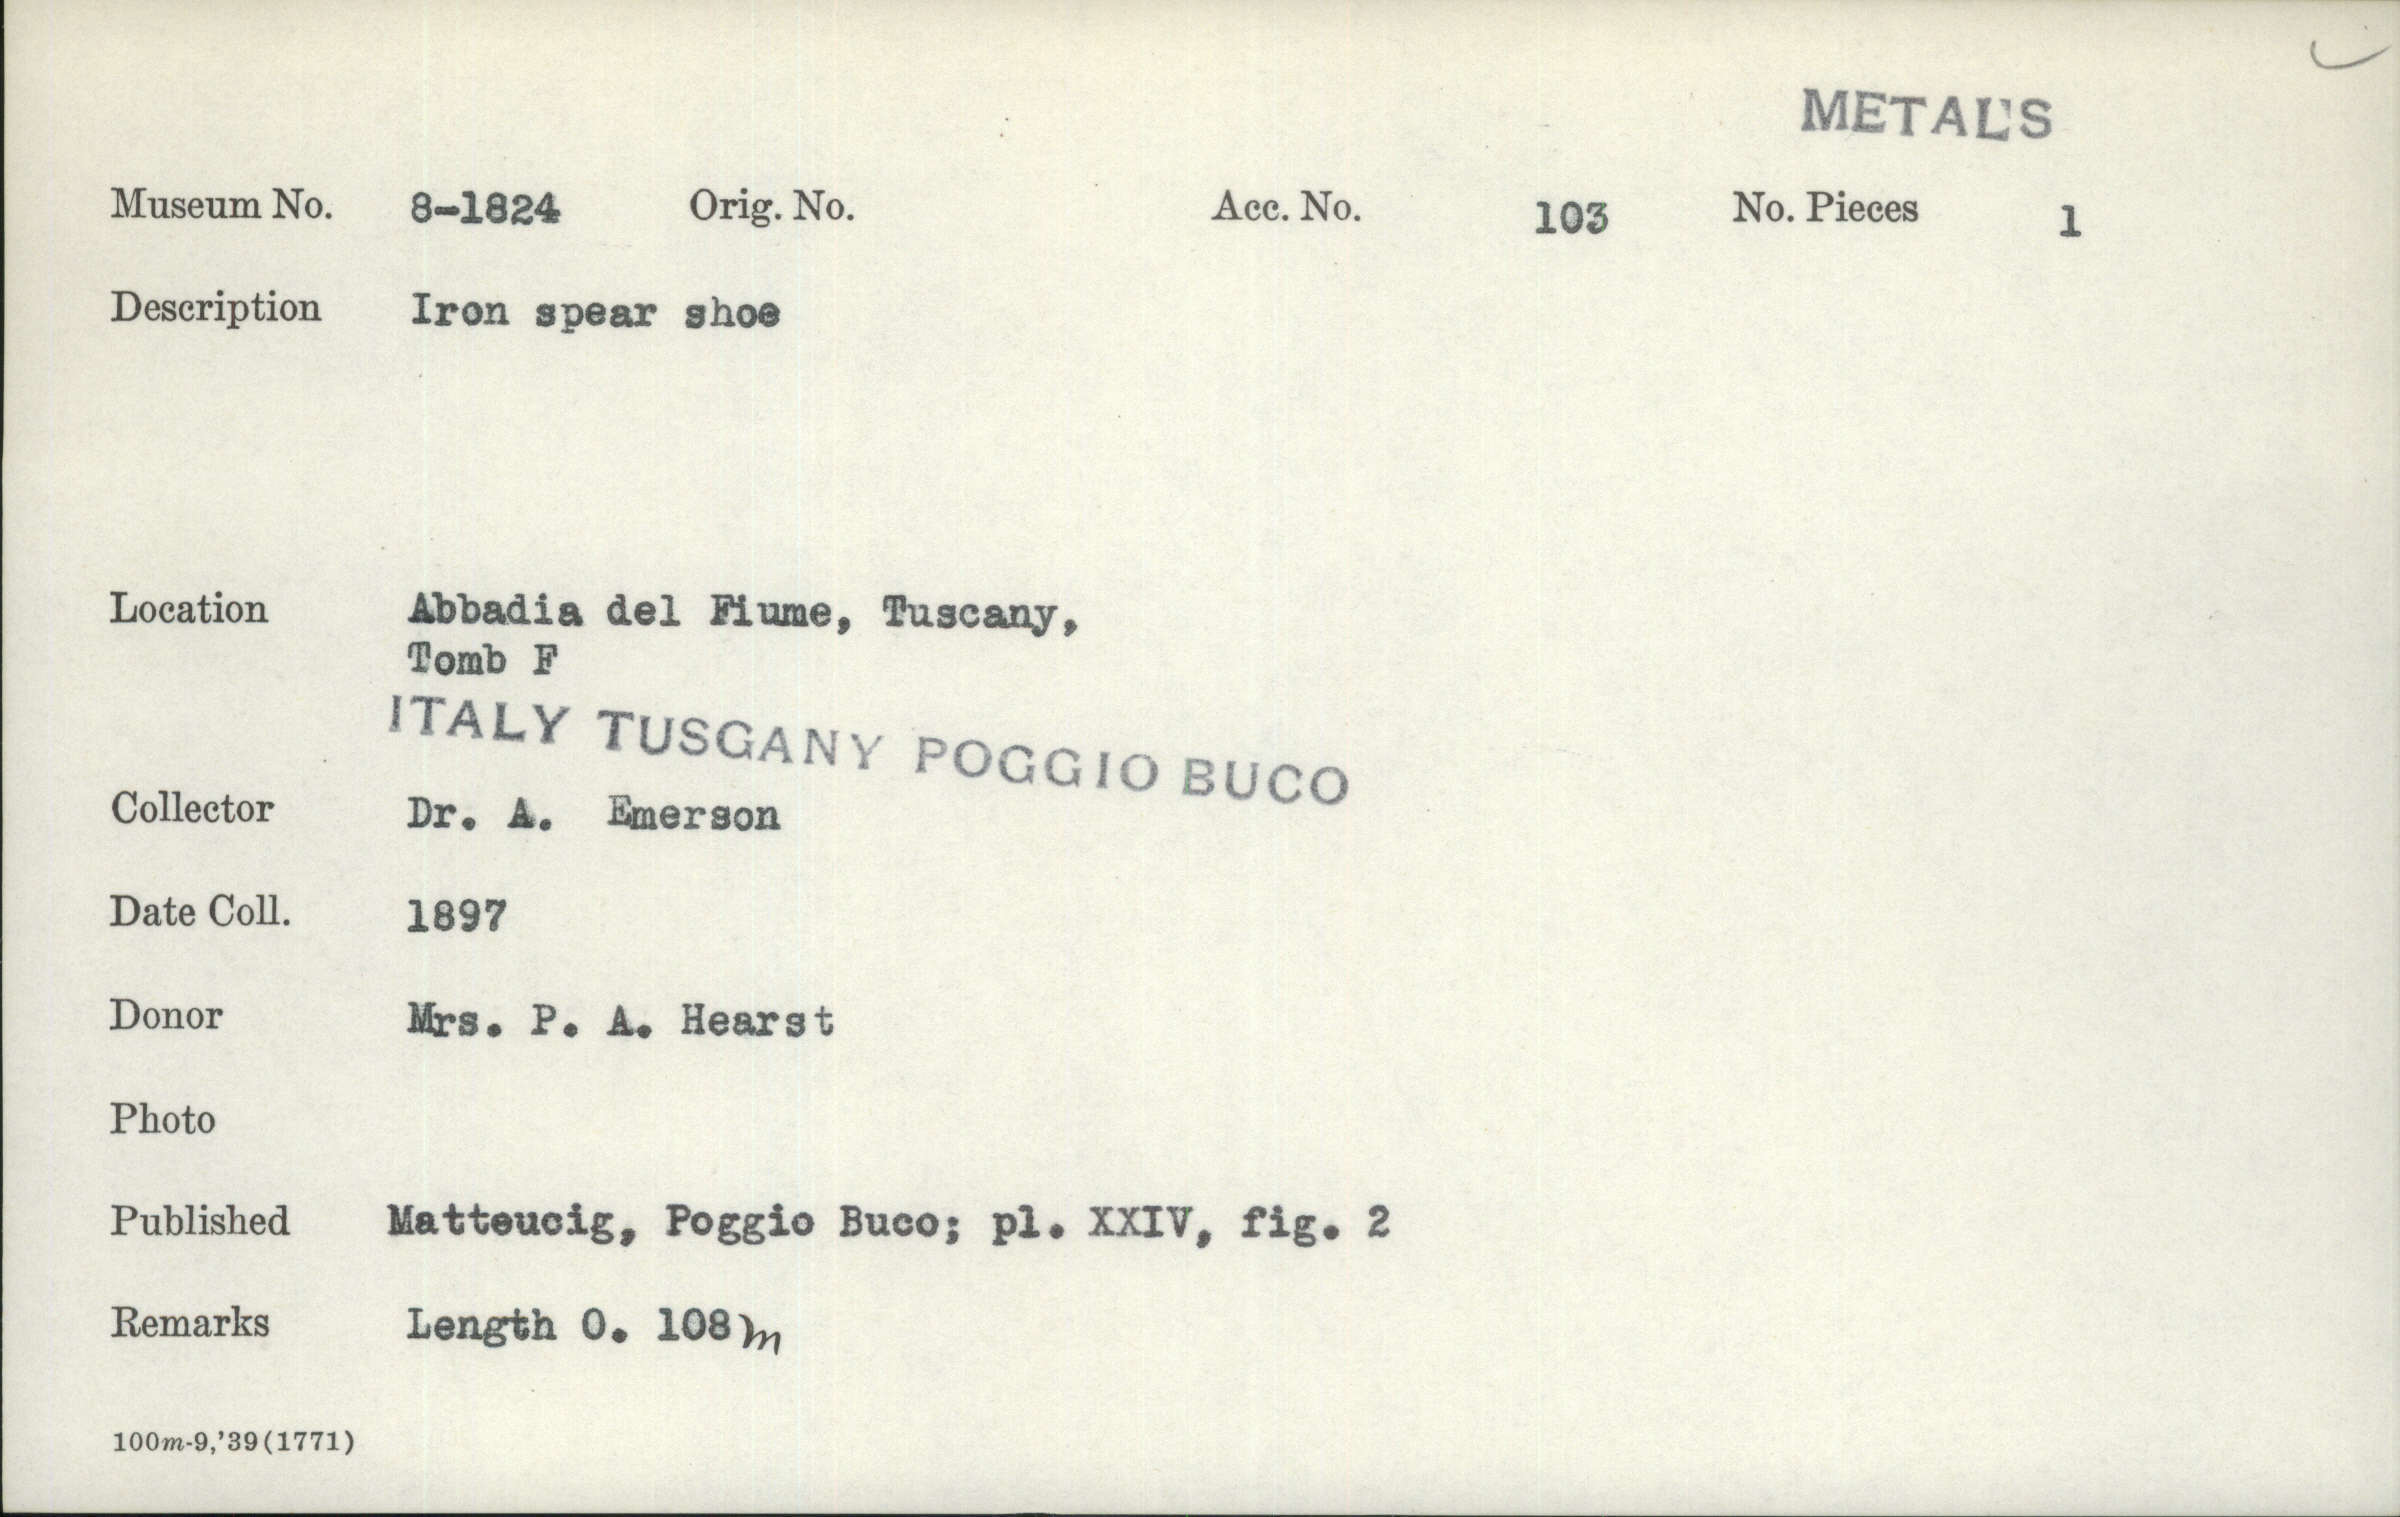 METALS
Museum No. 8-1824 Orig. No. Acc. No. 103 No. Pieces 1
Description Iron spear shoe
Location Abbadia del Fiume, Tuscany,
Tomb F
ITALY TUSCANY POGGIO BUCO
Collector Dr. A. Emerson
Date Coll. 1897
Donor Mrs. P. A. Hearst
Photo
Published Matteucig, Poggio Buco; pl. XXIV, fig. 2
Remarks Length 0. 108 m
100m-9,'39(1771)